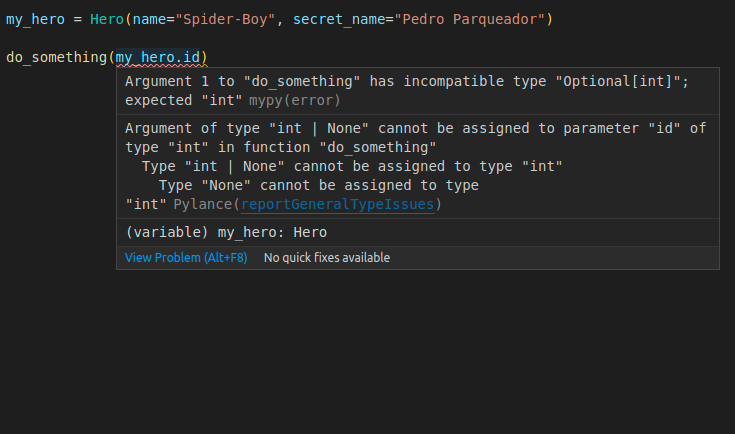 my_hero = Hero(name="Spider-Boy", secret_name="Pedro Parqueador")
do_something(my_hero.id)
Argument 1 to "do_something" has incompatible type "Optional[int]";
expected "int" mypy(error)
Argument of type "int | None" cannot be assigned to parameter "id" of
type "int" in function "do_something"
Type "int | None" cannot be assigned to type "int"
Type "None" cannot be assigned to type
"int" Pylance(reportGeneralTypeIssues)
(variable) my_hero: Hero
View Problem (Alt+F8) No quick fixes available